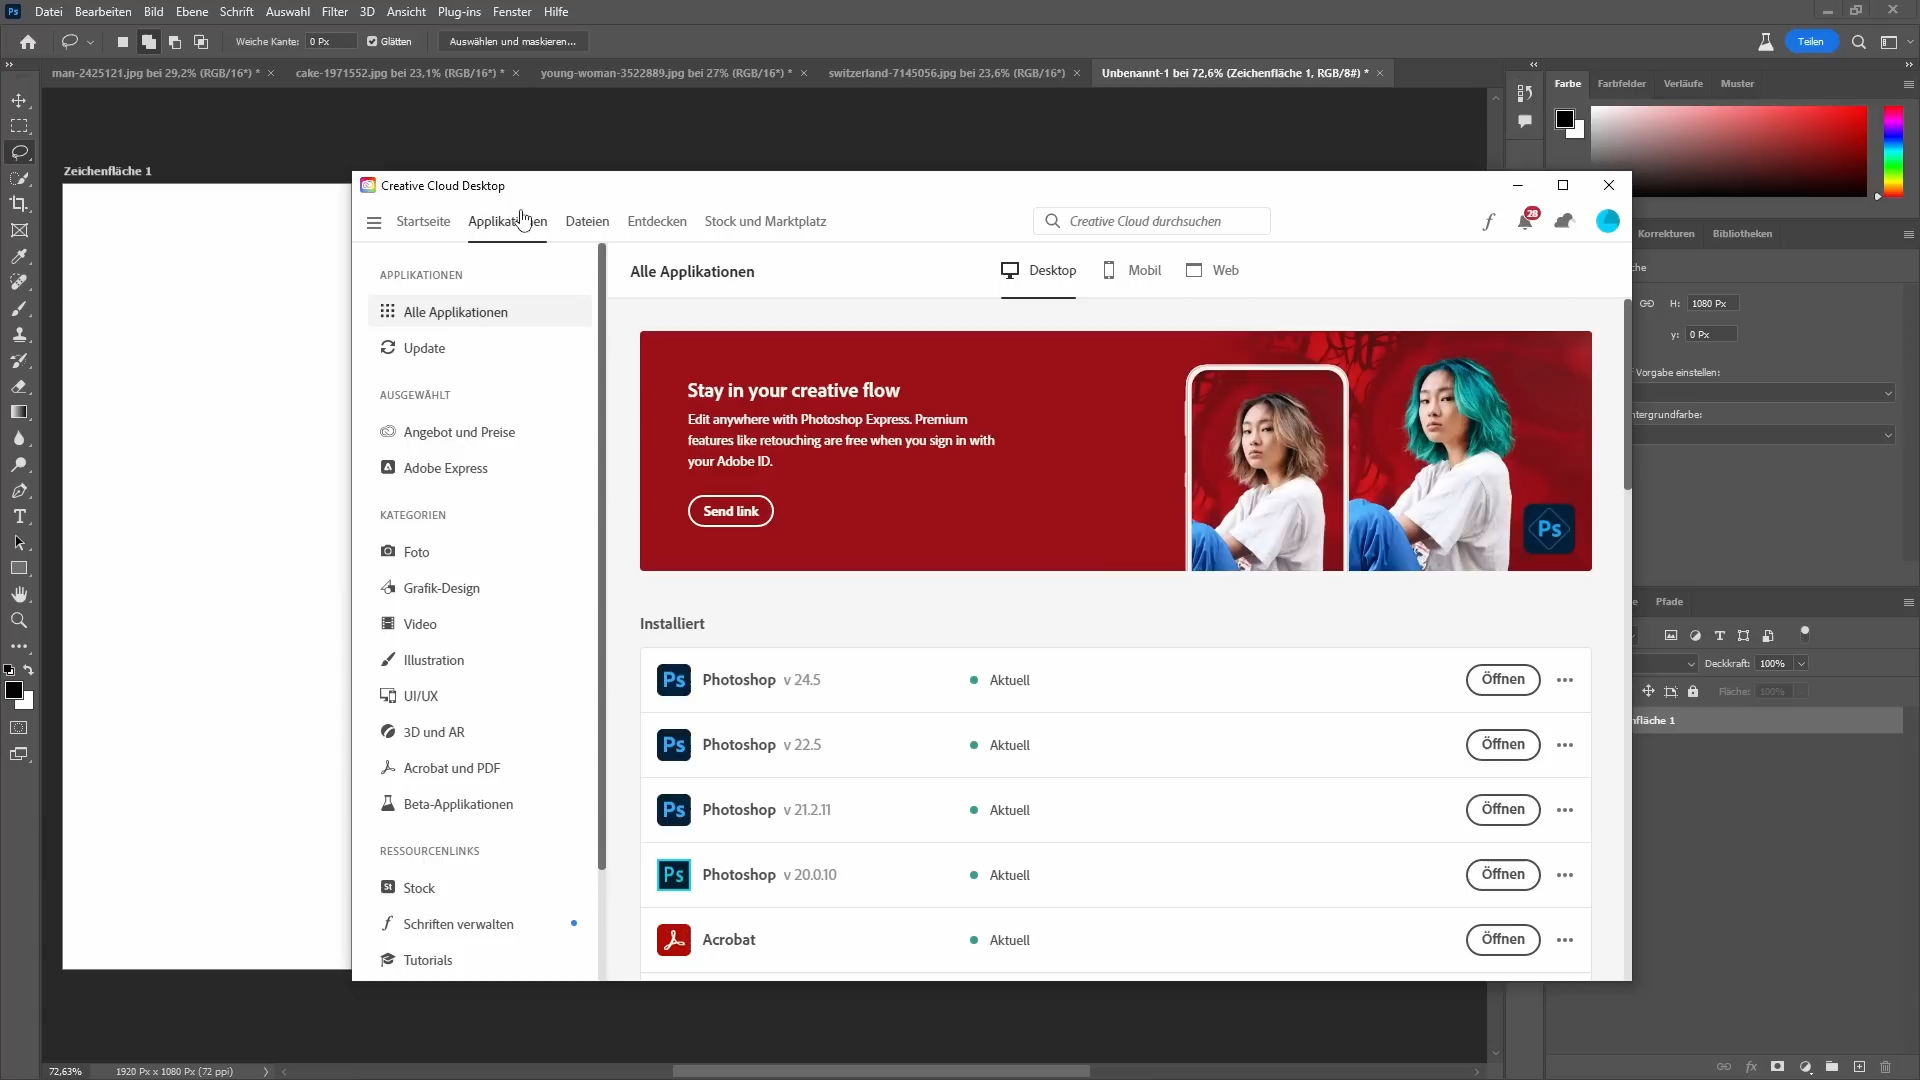 Ps Datei Bearbeiten Bild Ebene Schrift Auswahl Filter 3D Ansicht Plug-ins Fenster Hilfe
Weiche Kante: 0 Px Glätten Auswählen und maskieren... Teilen
man-2425121.jpg bei 29,2% (RGB/16*) * cake-1971552.jpg bei 23,1% (RGB/16*) * young-woman-3522889.jpg bei 27% (RGB/16*) * switzerland-7145056.jpg bei 23,6% (RGB/16*) Unbenannt-1 bei 72,6% (Zeichenfläche 1, RGB/8#) *
Farbe Farbfelder Verläufe Muster
Zeichenfläche 1
Creative Cloud Desktop
Startseite Applikationen Dateien Entdecken Stock und Marktplatz Creative Cloud durchsuchen 28
Korrekturen Bibliotheken
che
H: 1080 Px
y: 0 Px
Vorgabe einstellen:
ntergrundfarbe:
Pfade
Deckkraft: 100%
Fläche: 100%
nfläche 1
APPLIKATIONEN
Alle Applikationen
Update
AUSGEWÄHLT
Angebot und Preise
Adobe Express
KATEGORIEN
Foto
Grafik-Design
Video
Illustration
UI/UX
3D und AR
Acrobat und PDF
Beta-Applikationen
RESSOURCENLINKS
St Stock
Schriften verwalten
Tutorials
Alle Applikationen Desktop Mobil Web
Stay in your creative flow
Edit anywhere with Photoshop Express. Premium
features like retouching are free when you sign in with
your Adobe ID.
Send link
Ps
Installiert
Ps Photoshop v 24.5 Aktuell Öffnen
Ps Photoshop v 22.5 Aktuell Öffnen
Ps Photoshop v 21.2.11 Aktuell Öffnen
Ps Photoshop v 20.0.10 Aktuell Öffnen
Acrobat Aktuell Öffnen
72,63% 1920 Px x 1080 Px (72 ppi)